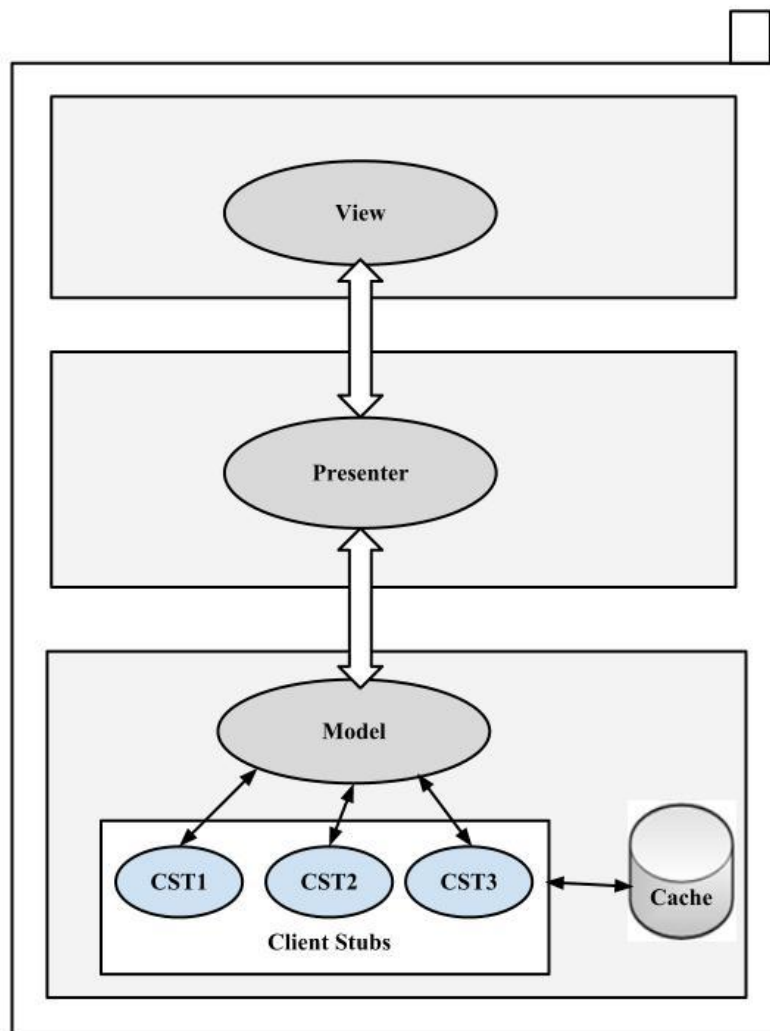 View
Presenter
Model
CST1
CST2
CST3
Cache
Client Stubs